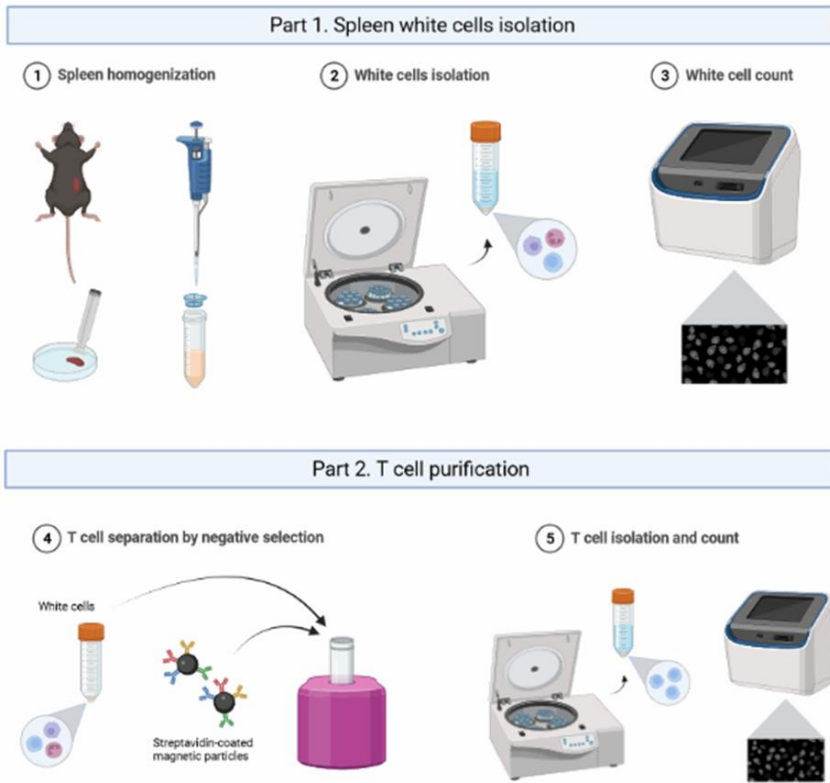 Part 1. Spleen white cells isolation
1 Spleen homogenization
2 White cells isolation
3 White cell count
Part 2. T cell purification
4 T cell separation by negative selection
5 T cell isolation and count
White cells
Streptavidin-coated
magnetic particles